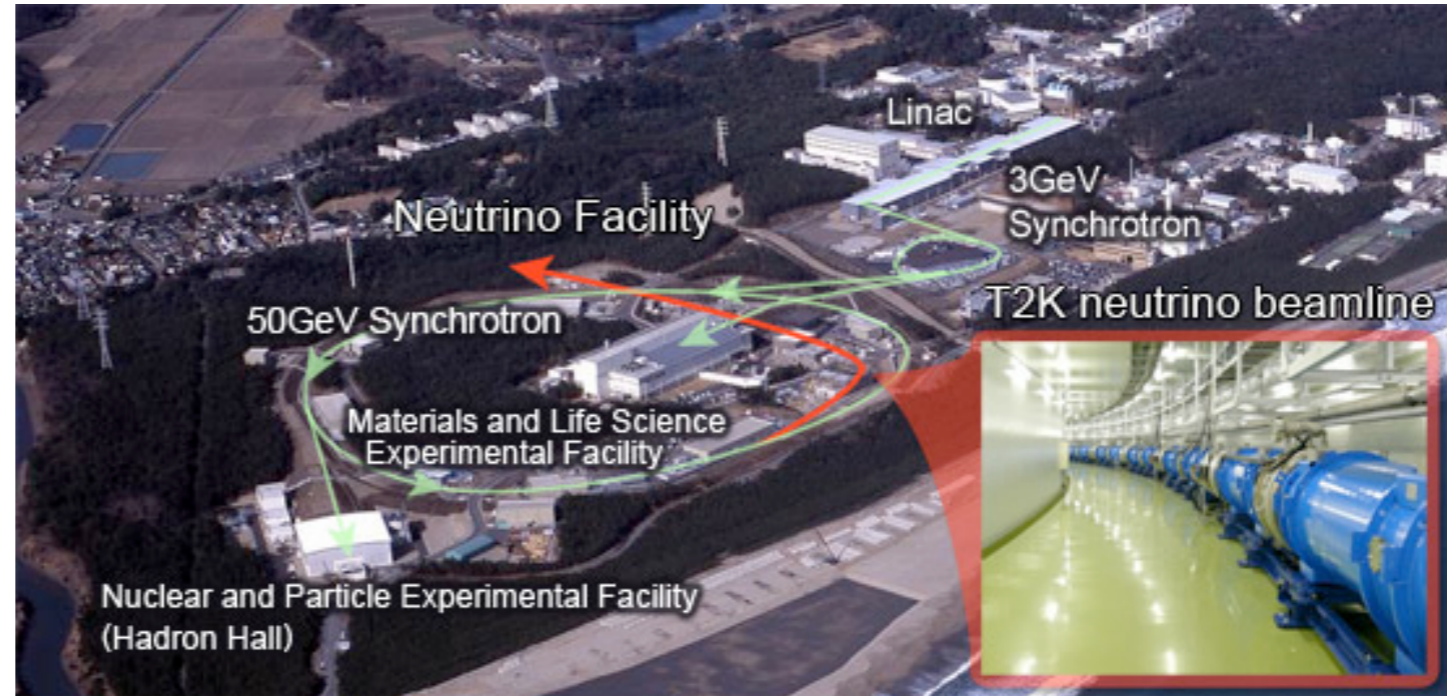 Linac
3GeV
Synchrotron
Neutrino Facility
T2K neutrino beamline
50GeV Synchrotron
Materials and Life Science
Experimental Facility
Nuclear and Particle Experimental Facility
(Hadron Hall)